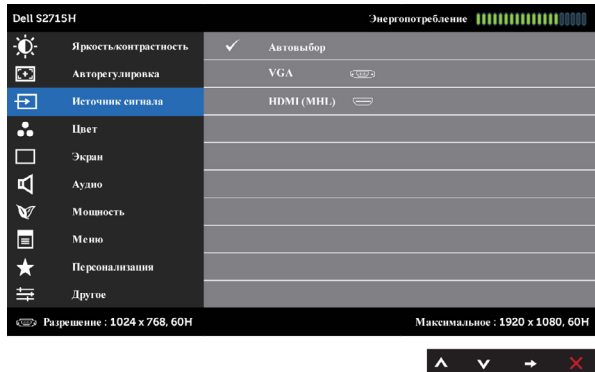 Dell S2715H Энергопотребление
Яркость/контрастность Автовыбор
Авторегулировка VGA
Источник сигнала HDMI (MHL)
Цвет
Экран
Аудио
Мощность
Меню
Персонализация
Другое
Разрешение : 1024 x 768, 60H Максимальное : 1920 x 1080, 60H